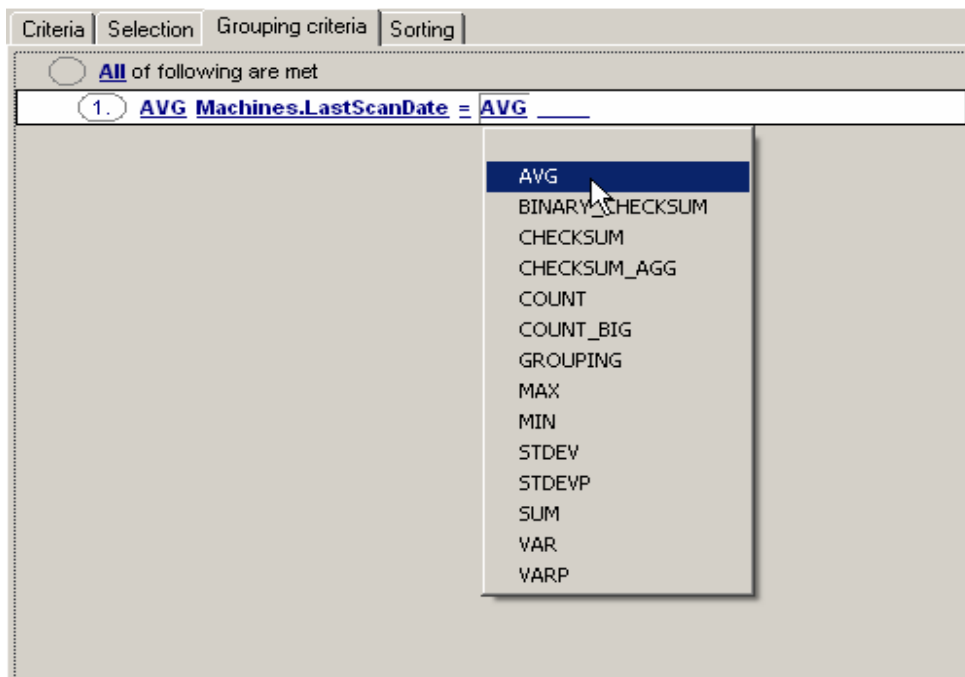 Criteria Selection Grouping criteria Sorting
All of following are met
1. AVG Machines.LastScanDate = AVG
AVG
BINARY_CHECKSUM
CHECKSUM
CHECKSUM_AGG
COUNT
COUNT_BIG
GROUPING
MAX
MIN
STDEV
STDEVP
SUM
VAR
VARP